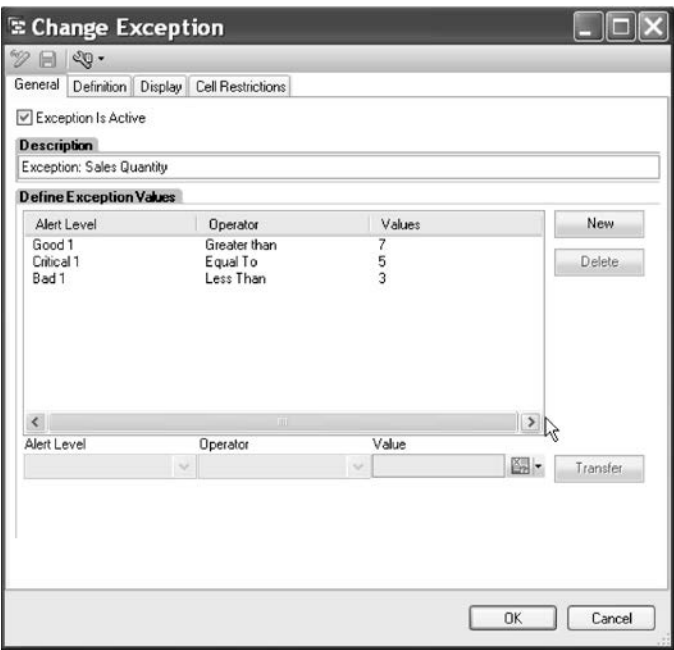 Change Exception
General Definition Display Cell Restrictions
Exception Is Active
Description
Exception: Sales Quantity
Define Exception Values
Alert Level Operator Values New
Good 1 Greater than 7
Critical 1 Equal To 5 Delete
Bad 1 Less Than 3
Alert Level Operator Value
Transfer
OK Cancel